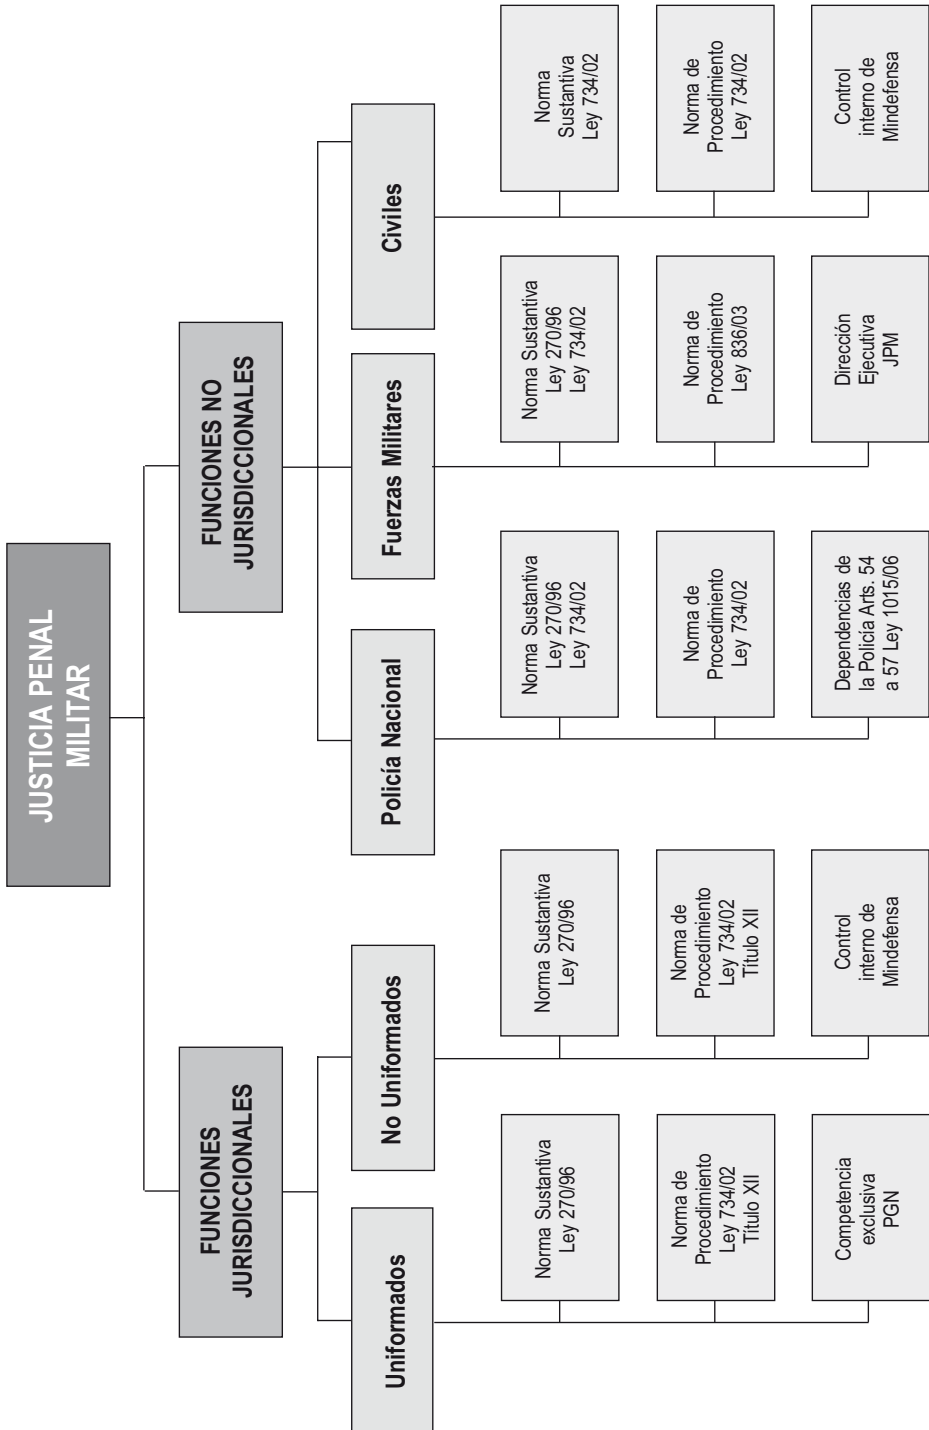 JUSTICIA PENAL
MILITAR
FUNCIONES
JURISDICCIONALES
FUNCIONES NO
JURISDICCIONALES
Uniformados
No Uniformados
Policía Nacional
Fuerzas Militares
Civiles
Norma Sustantiva
Ley 270/96
Norma Sustantiva
Ley 270/96
Norma Sustantiva
Ley 270/96
Ley 734/02
Norma Sustantiva
Ley 270/96
Ley 734/02
Norma
Sustantiva
Ley 734/02
Norma de
Procedimiento
Ley 734/02
Título XII
Norma de
Procedimiento
Ley 734/02
Título XII
Norma de
Procedimiento
Ley 734/02
Norma de
Procedimiento
Ley 836/03
Norma de
Procedimiento
Ley 734/02
Competencia
exclusiva
PGN
Control
interno de
Mindefensa
Dependencias de
la Policía Arts. 54
a 57 Ley 1015/06
Dirección
Ejecutiva
JPM
Control
interno de
Mindefensa